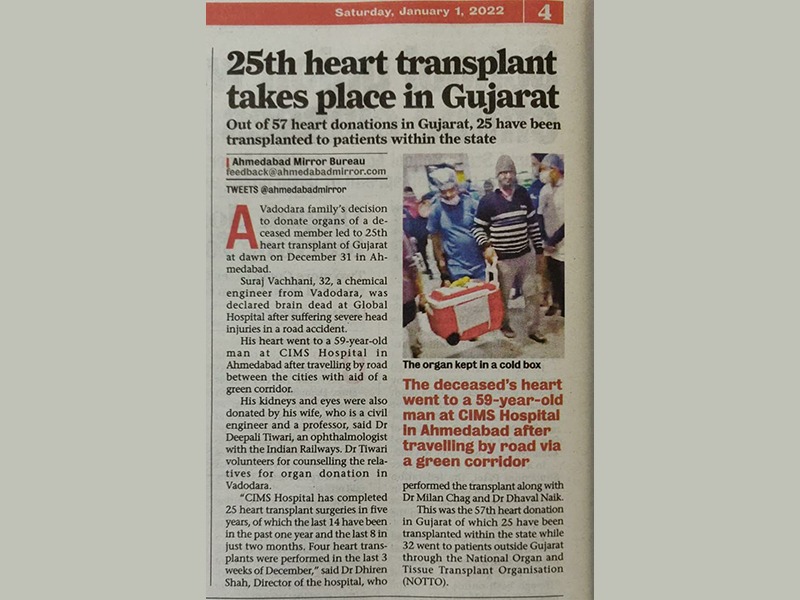 Saturday, January 1, 2022 4
25th heart transplant
takes place in Gujarat
Out of 57 heart donations in Gujarat, 25 have been
transplanted to patients within the state
Ahmedabad Mirror Bureau
feedback@ahmedabadmirror.com
TWEETS @ahmedabadmirror
A Vadodara family's decision
to donate organs of a de-
ceased member led to 25th
heart transplant of Gujarat
at dawn on December 31 in Ah-
medabad.
Suraj Vachhani, 32, a chemical
engineer from Vadodara, was
declared brain dead at Global
Hospital after suffering severe head
injuries in a road accident.
His heart went to a 59-year-old
man at CIMS Hospital in
Ahmedabad after travelling by road
between the cities with aid of a
green corridor.
His kidneys and eyes were also
donated by his wife, who is a civil
engineer and a professor, said Dr
Deepali Tiwari, an ophthalmologist
with the Indian Railways. Dr Tiwari
volunteers for counselling the rela-
tives for organ donation in
Vadodara.
"CIMS Hospital has completed
25 heart transplant surgeries in five
years, of which the last 14 have been
in the past one year and the last 8 in
just two months. Four heart trans-
plants were performed in the last 3
weeks of December," said Dr Dhiren
Shah, Director of the hospital, who
The organ kept in a cold box
The deceased's heart
went to a 59-year-old
man at CIMS Hospital
in Ahmedabad after
travelling by road via
a green corridor
performed the transplant along with
Dr Milan Chag and Dr Dhaval Naik.
This was the 57th heart donation
in Gujarat of which 25 have been
transplanted within the state while
32 went to patients outside Gujarat
through the National Organ and
Tissue Transplant Organisation
(NOTTO).